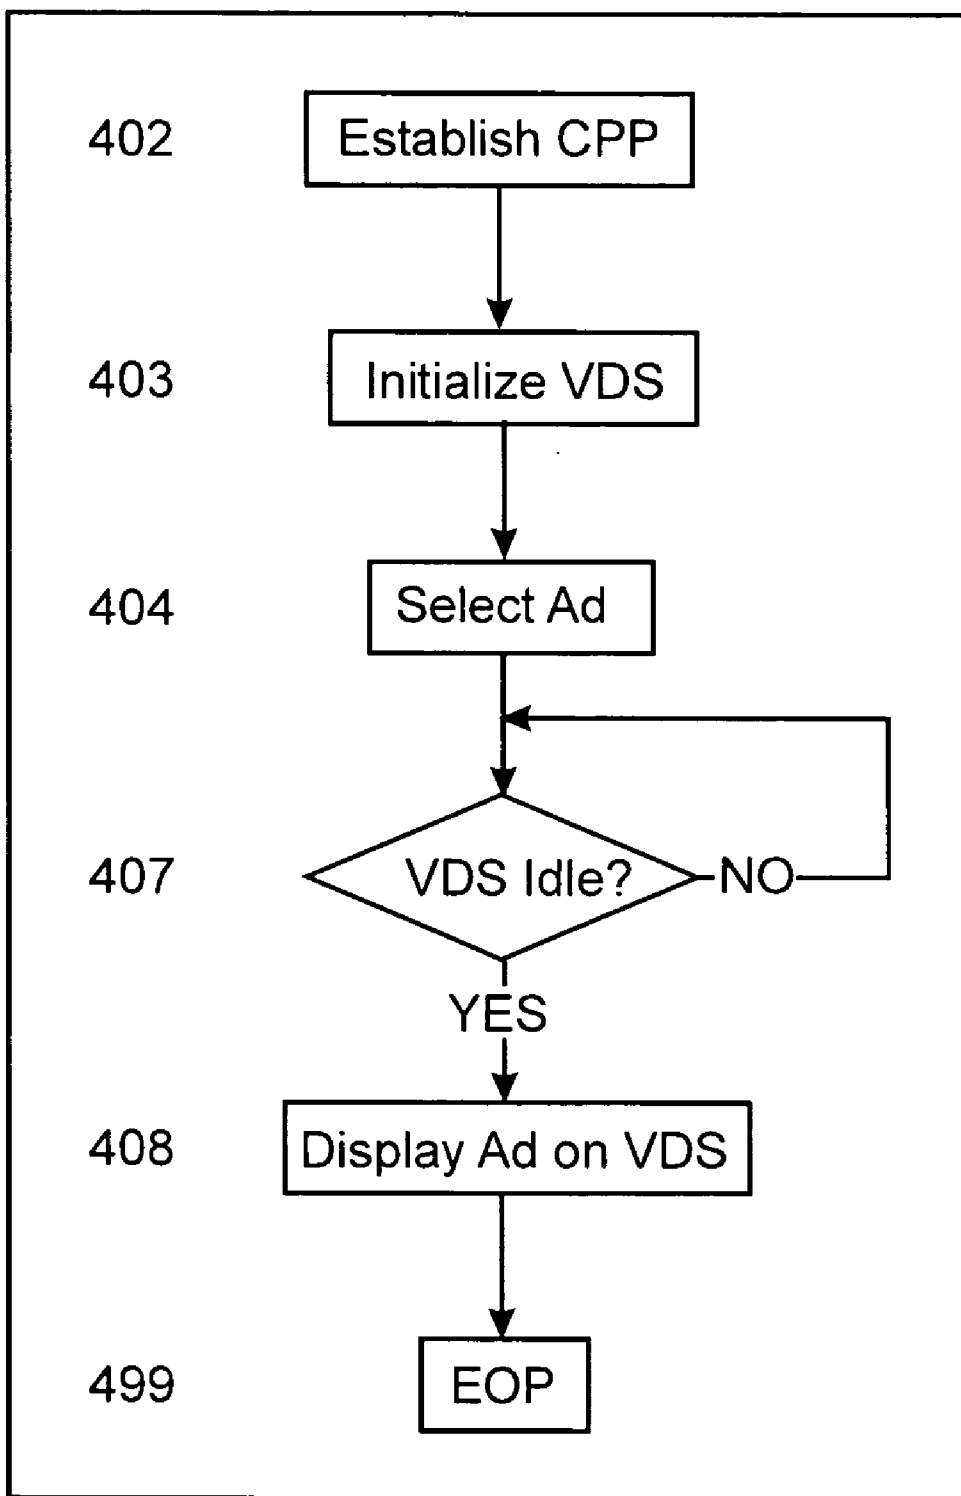 402 Establish CPP
403 Initialize VDS
404 Select Ad
407 VDS Idle? NO
YES
408 Display Ad on VDS
499 EOP